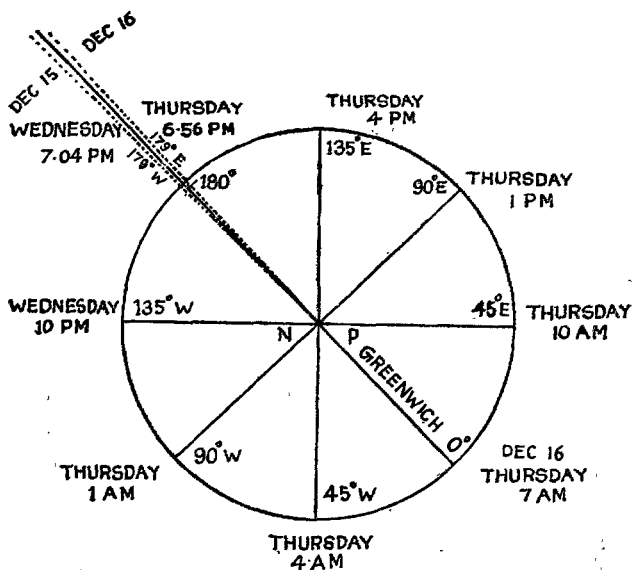 DEC 16
DEC 15
THURSDAY
6·56 PM
WEDNESDAY
7·04 PM
179° E
179° W
180°
THURSDAY
4 PM
135°E
90°E
THURSDAY
1 PM
WEDNESDAY
10 PM
135° W
45°E
THURSDAY
10 AM
N P
GREENWICH
0°
90° W
THURSDAY
1 AM
45° W
THURSDAY
4 AM
DEC 16
THURSDAY
7 AM